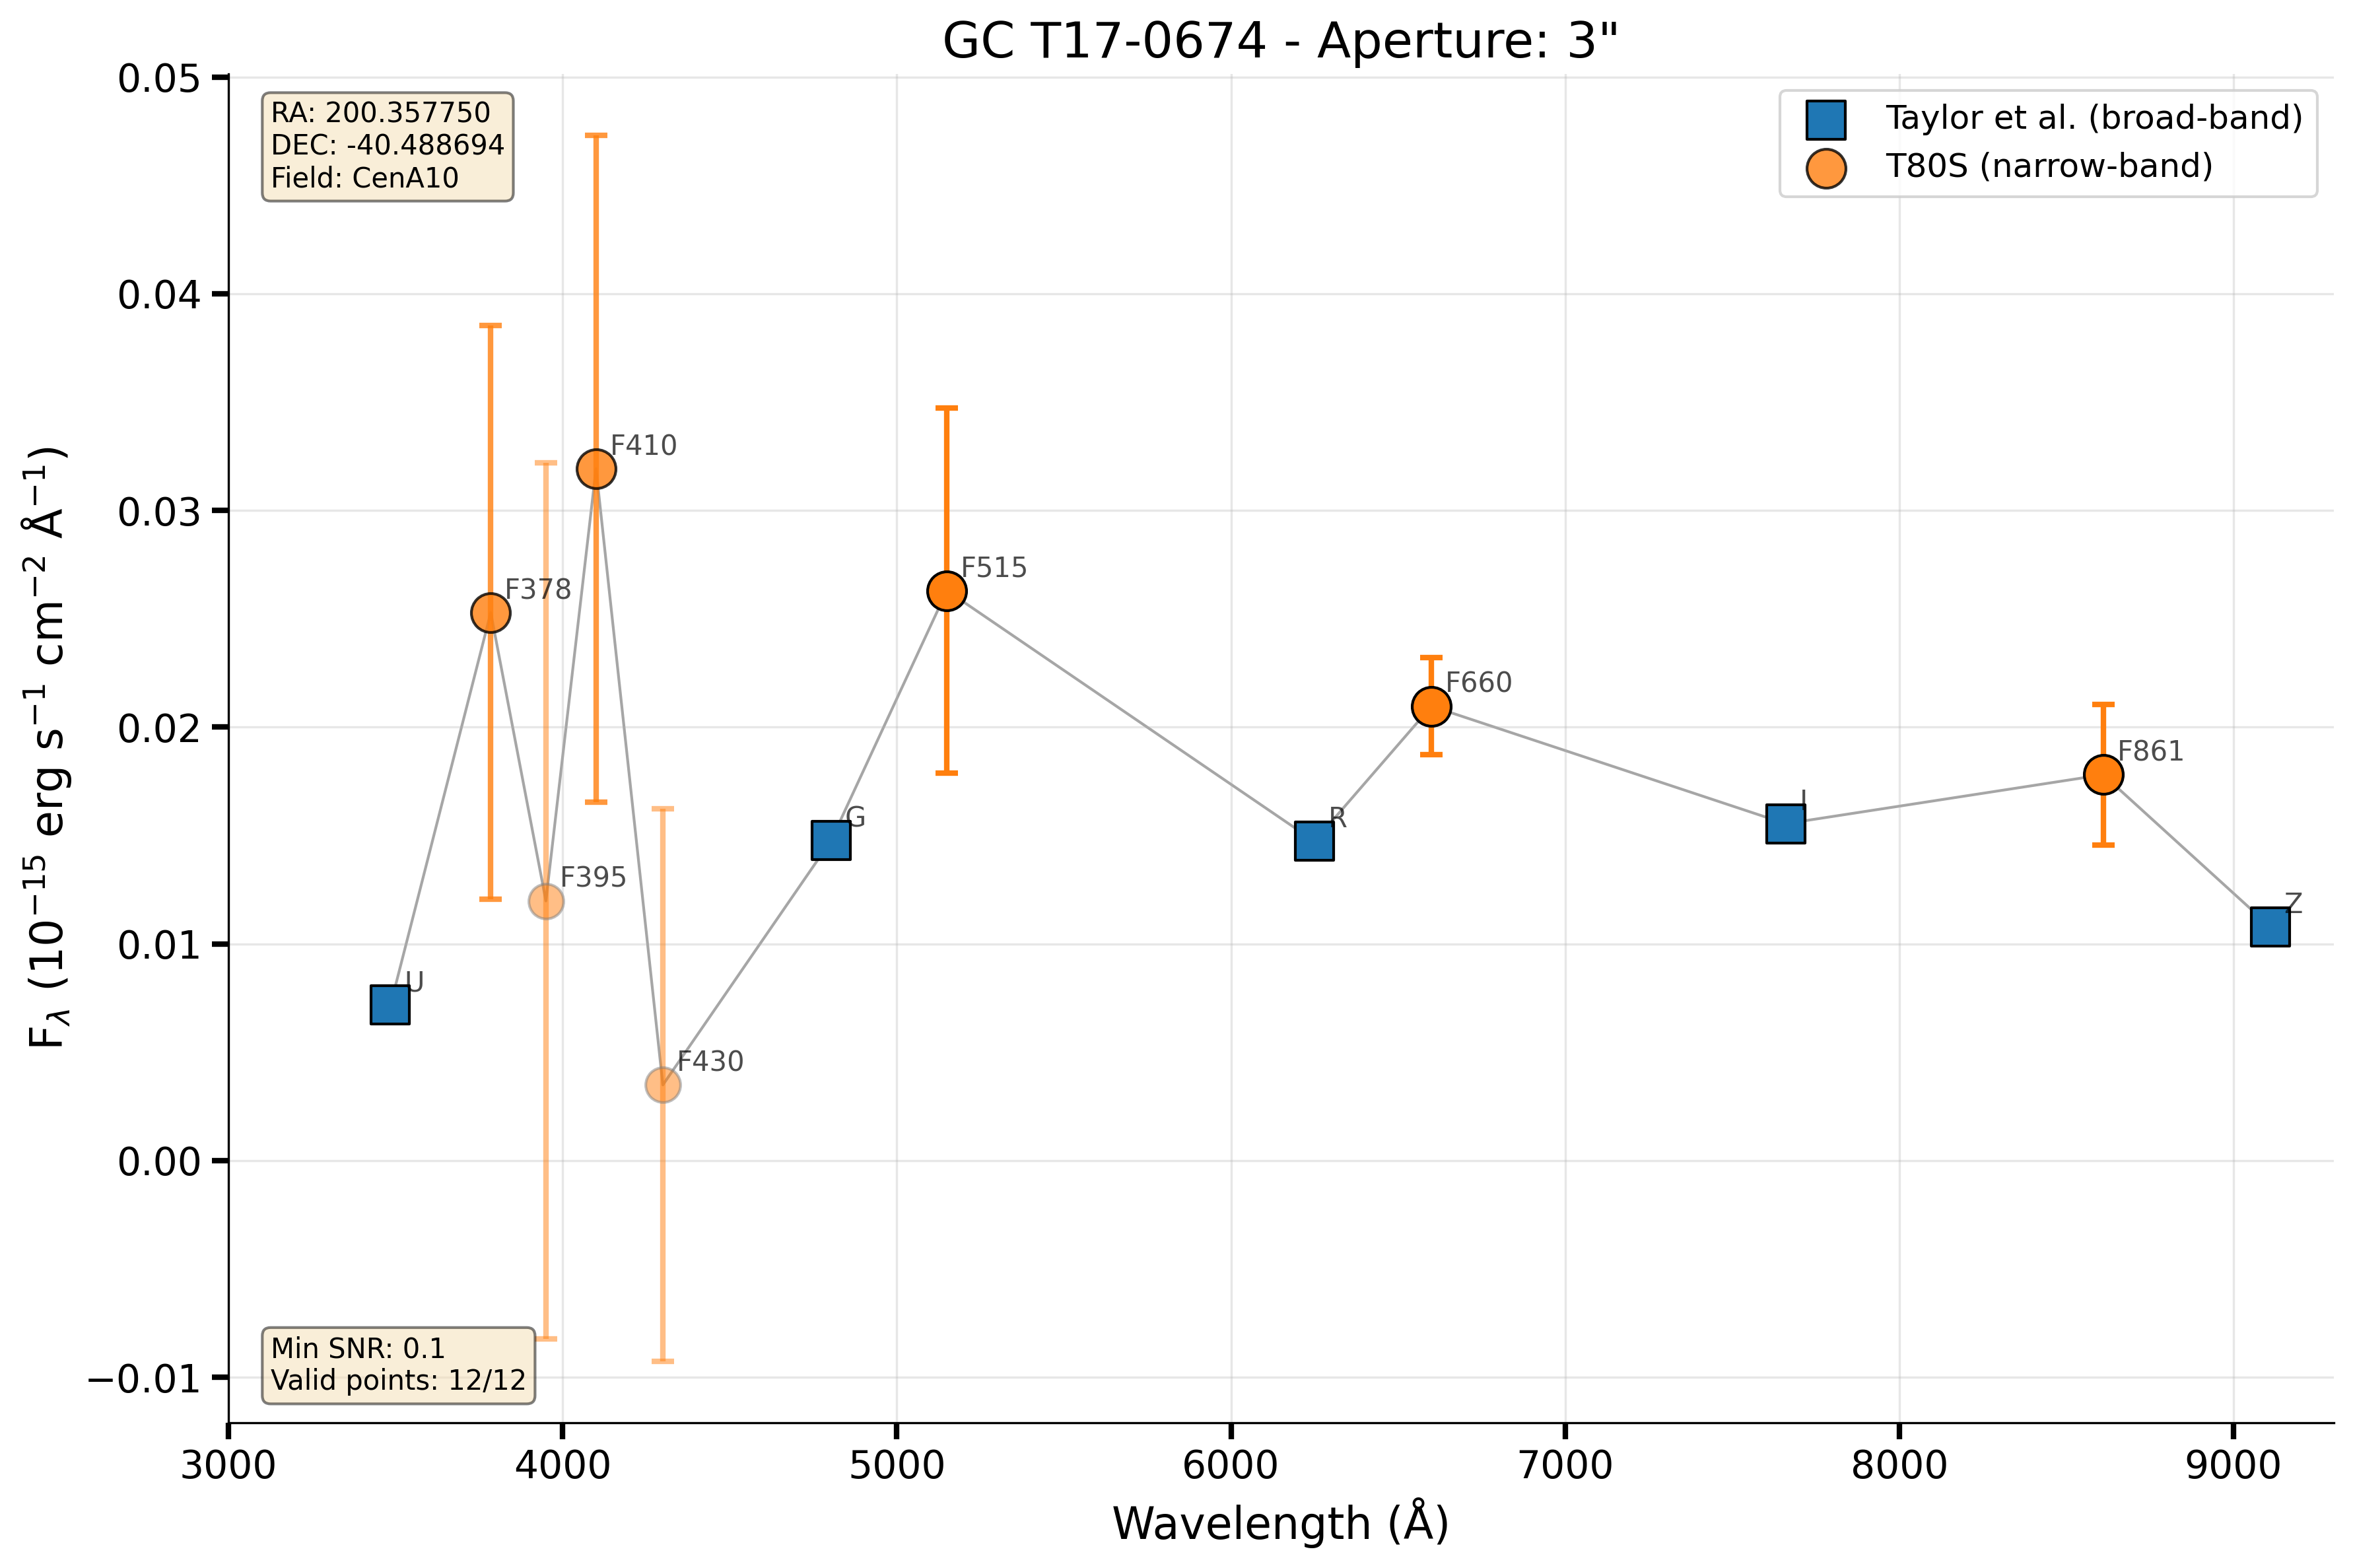 GC T17-0674 - Aperture: 3"
RA: 200.357750
DEC: -40.488694
Field: CenA10
Taylor et al. (broad-band)
T80S (narrow-band)
F_λ (10⁻¹⁵ erg s⁻¹ cm⁻² Å⁻¹)
0.05
0.04
0.03
0.02
0.01
0.00
−0.01
U
F378
F395
F410
F430
G
F515
R
F660
I
F861
Z
Min SNR: 0.1
Valid points: 12/12
3000
4000
5000
6000
7000
8000
9000
Wavelength (Å)